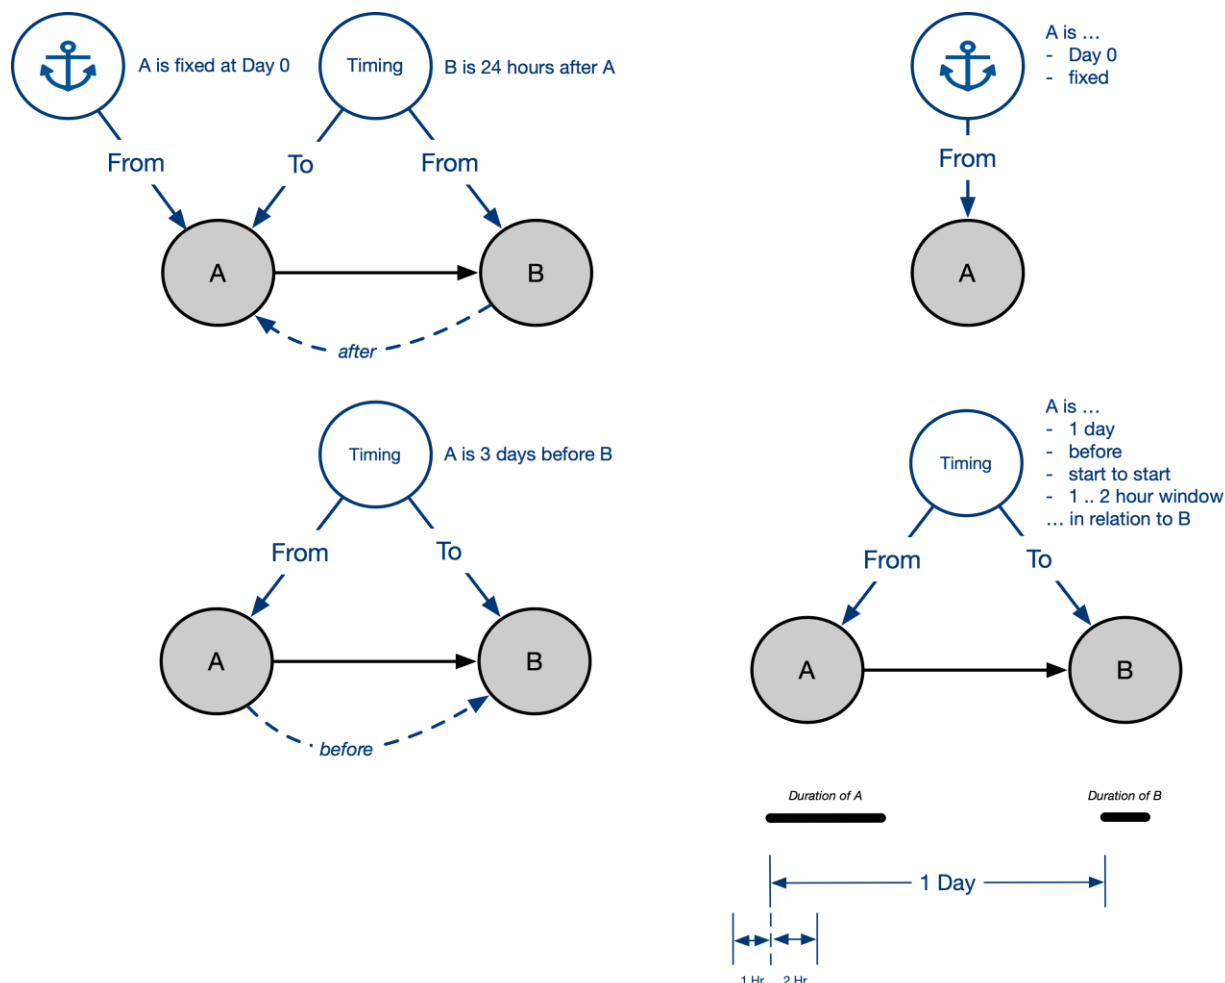 A is fixed at Day 0
Timing
B is 24 hours after A
From
To
From
A
B
after
A is ...
- Day 0
- fixed
From
A
Timing
A is 3 days before B
From
To
A
B
before
A is ...
- 1 day
- before
- start to start
- 1 .. 2 hour window
... in relation to B
Timing
From
To
A
B
Duration of A
Duration of B
1 Day
1 Hr
2 Hr